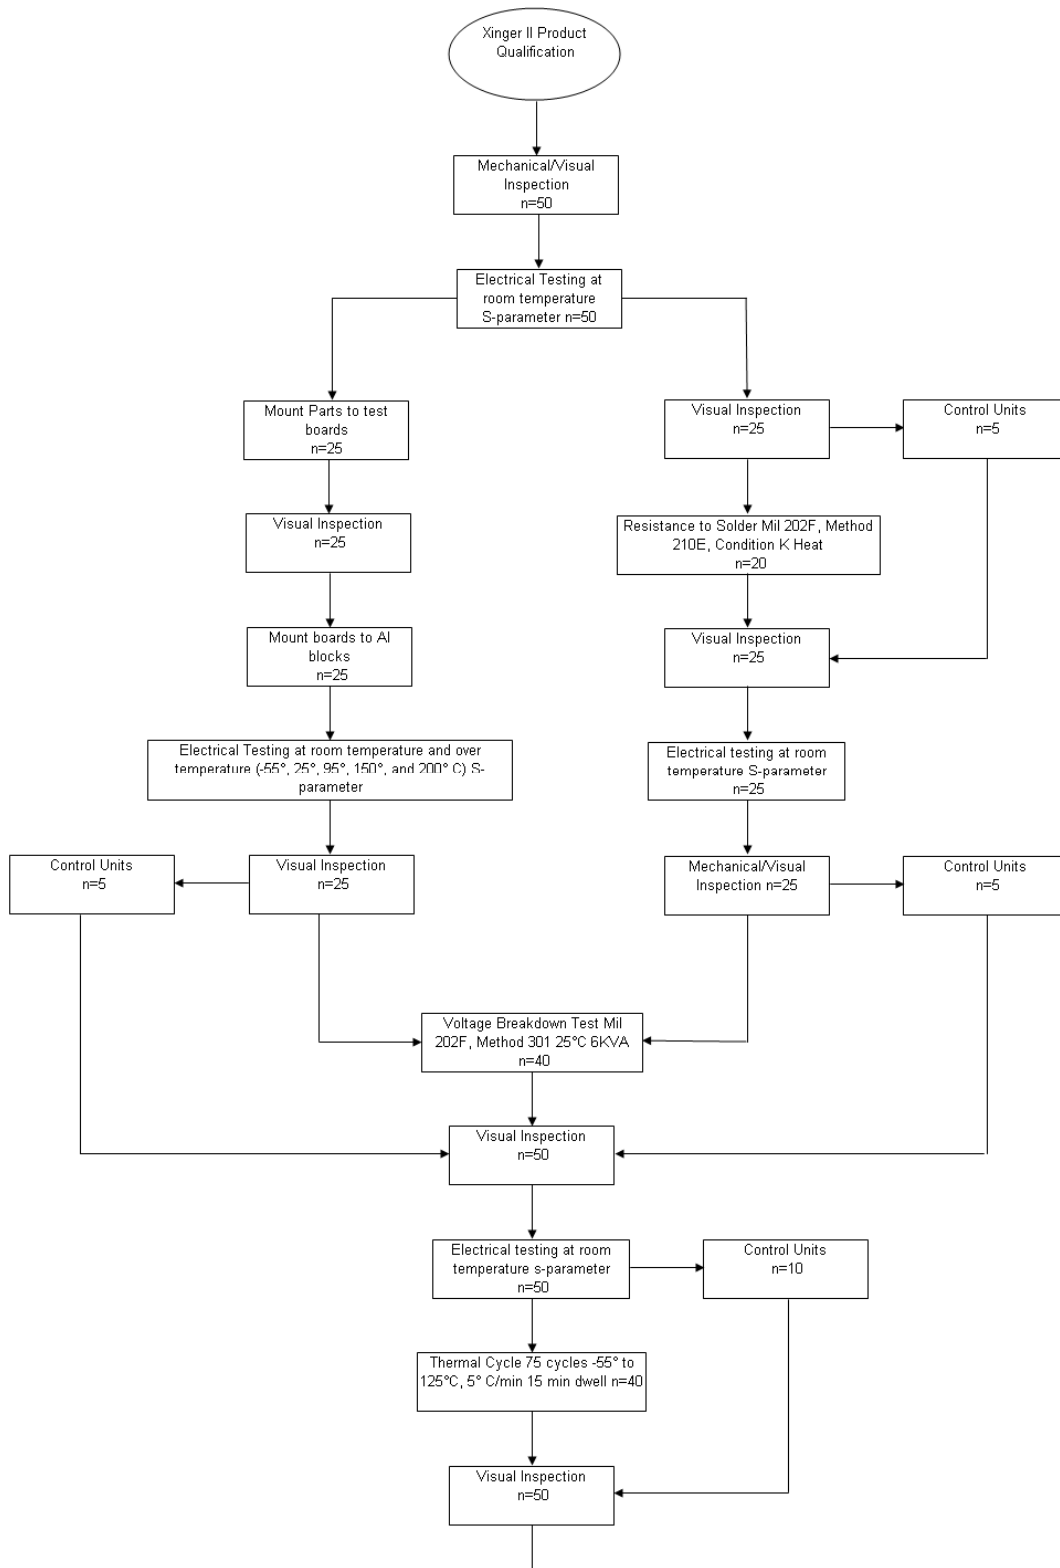 Xinger II Product
Qualification
Mechanical/Visual
Inspection
n=50
Electrical Testing at
room temperature
S-parameter n=50
Mount Parts to test
boards
n=25
Visual Inspection
n=25
Control Units
n=5
Visual Inspection
n=25
Resistance to Solder Mil 202F, Method
210E, Condition K Heat
n=20
Mount boards to Al
blocks
n=25
Visual Inspection
n=25
Electrical Testing at room temperature and over
temperature (-55°, 25°, 95°, 150°, and 200° C) S-
parameter
Electrical testing at room
temperature S-parameter
n=25
Control Units
n=5
Visual Inspection
n=25
Mechanical/Visual
Inspection n=25
Control Units
n=5
Voltage Breakdown Test Mil
202F, Method 301 25°C 6KVA
n=40
Visual Inspection
n=50
Electrical testing at room
temperature s-parameter
n=50
Control Units
n=10
Thermal Cycle 75 cycles -55° to
125°C, 5° C/min 15 min dwell n=40
Visual Inspection
n=50